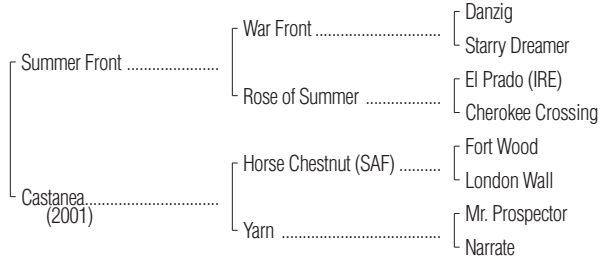 Danzig
War Front
Starry Dreamer
Summer Front
El Prado (IRE)
Rose of Summer
Cherokee Crossing
Fort Wood
Horse Chestnut (SAF)
London Wall
Castanea
(2001)
Mr. Prospector
Yarn
Narrate